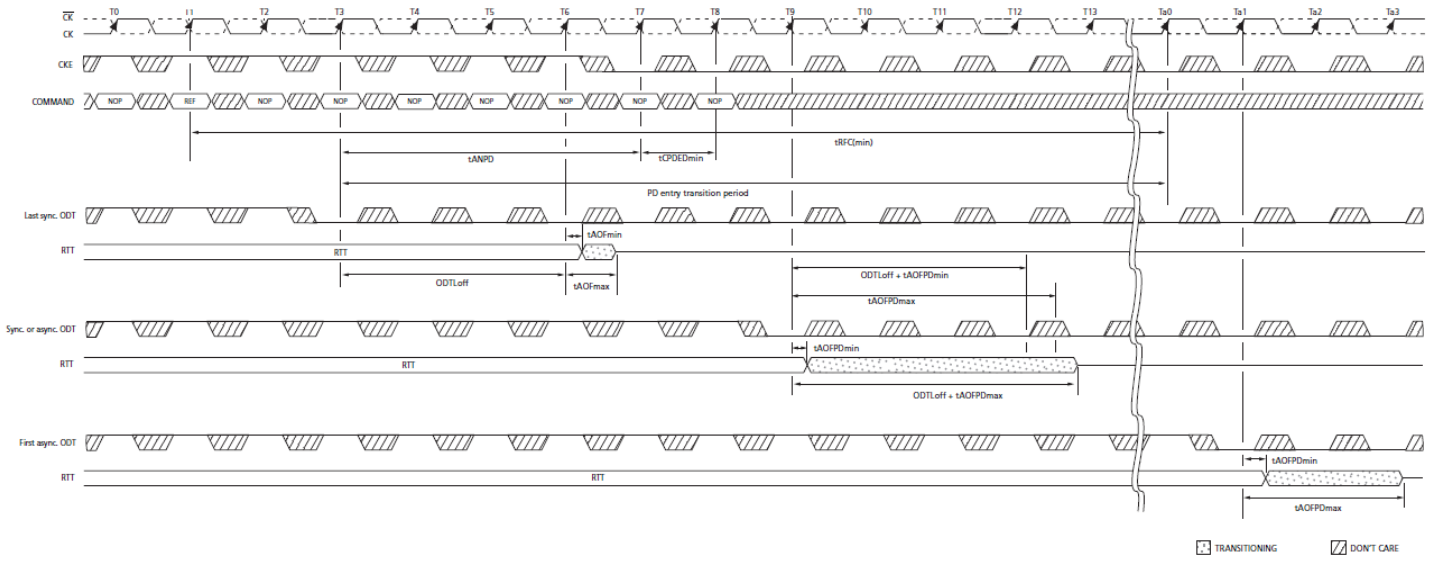 CK T0 T1 T2 T3 T4 T5 T6 T7 T8 T9 T10 T11 T12 T13 Ta0 Ta1 Ta2 Ta3
CK
CKE
COMMAND NOP REF NOP NOP NOP NOP NOP NOP NOP
tRFC(min)
tANPD tCPDEDmin
PD entry transition period
Last sync. ODT
tAOFmin
RTT RTT
ODTLoff + tAOFPDmin
ODTLoff tAOFmax
tAOFPDmax
Sync. or async. ODT
tAOFPDmin
RTT RTT
ODTLoff + tAOFPDmax
First async. ODT
tAOFPDmin
RTT RTT
tAOFPDmax
TRANSITIONING DON'T CARE